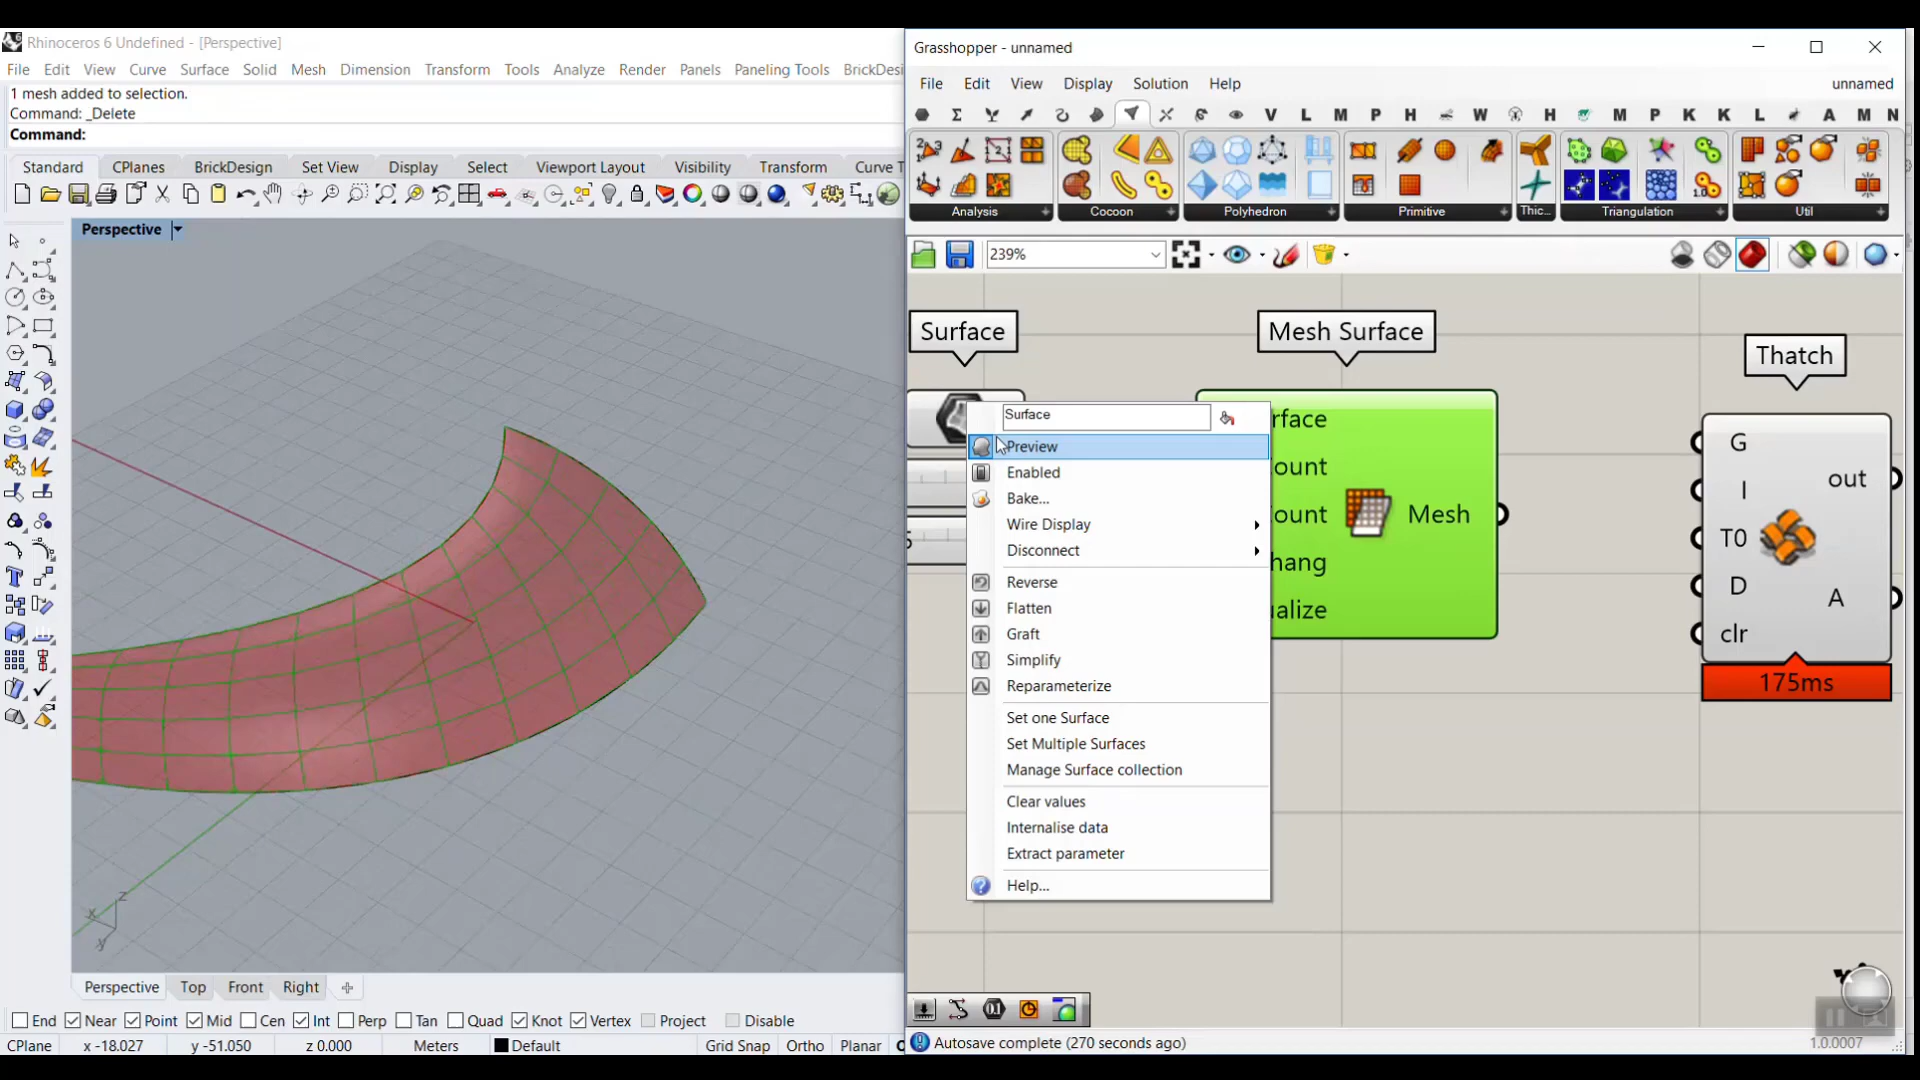 Rhinoceros 6 Undefined - [Perspective]
File Edit View Curve Surface Solid Mesh Dimension Transform Tools Analyze Render Panels Paneling Tools BrickDesi
1 mesh added to selection.
Command: _Delete
Command:
Standard CPlanes BrickDesign Set View Display Select Viewport Layout Visibility Transform Curve T
Perspective
z
x
y
Perspective Top Front Right
End Near Point Mid Cen Int Perp Tan Quad Knot Vertex Project Disable
CPlane x -18.027 y -51.050 z 0.000 Meters Default Grid Snap Ortho Planar
Grasshopper - unnamed
File Edit View Display Solution Help unnamed
V L M P H W H M P K K L A M N
Analysis Cocoon Polyhedron Primitive Thic... Triangulation Util
239%
Surface
Mesh Surface
Thatch
Surface
Preview
Enabled
Bake...
Wire Display
Disconnect
Reverse
Flatten
Graft
Simplify
Reparameterize
Set one Surface
Set Multiple Surfaces
Manage Surface collection
Clear values
Internalise data
Extract parameter
Help...
5
rface
ount
ount
hang
ualize
Mesh
G
I
T0
D
clr
out
A
175ms
Autosave complete (270 seconds ago)
1.0.0007